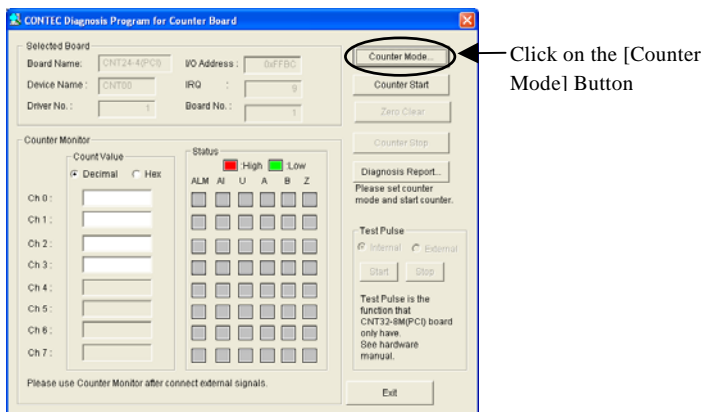 CONTEC Diagnosis Program for Counter Board
Selected Board
Board Name: CNT24-4(PCI) I/O Address : 0xFFBC
Device Name : CNT00 IRQ : 9
Driver No. : 1 Board No. : 1
Counter Mode...
Counter Start
Zero Clear
Counter Stop
Diagnosis Report...
Please set counter
mode and start counter.
Click on the [Counter
Mode] Button
Counter Monitor
Count Value
Decimal Hex
Status
:High :Low
ALM AI U A B Z
Ch 0 :
Ch 1 :
Ch 2 :
Ch 3 :
Ch 4 :
Ch 5 :
Ch 6 :
Ch 7 :
Test Pulse
Internal External
Start Stop
Test Pulse is the
function that
CNT32-8M(PCI) board
only have.
See hardware
manual.
Please use Counter Monitor after connect external signals.
Exit